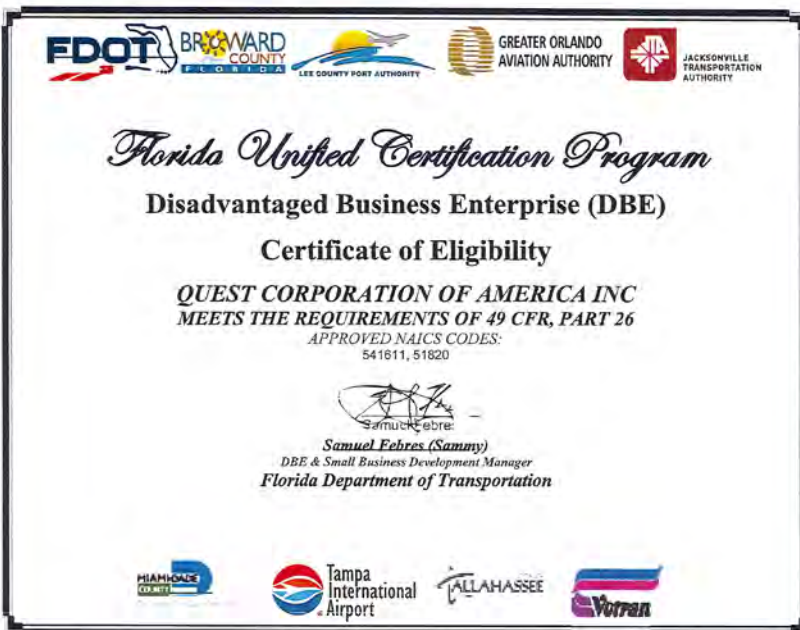 FDOT
BROWARD
COUNTY
FLORIDA
LEE COUNTY PORT AUTHORITY
GREATER ORLANDO
AVIATION AUTHORITY
JTA
JACKSONVILLE
TRANSPORTATION
AUTHORITY
Florida Unified Certification Program
Disadvantaged Business Enterprise (DBE)
Certificate of Eligibility
QUEST CORPORATION OF AMERICA INC
MEETS THE REQUIREMENTS OF 49 CFR, PART 26
APPROVED NAICS CODES:
541611, 51820
Samuel Febres
Samuel Febres (Sammy)
DBE & Small Business Development Manager
Florida Department of Transportation
MIAMI-DADE
COUNTY
Tampa
International
Airport
TALLAHASSEE
Votran